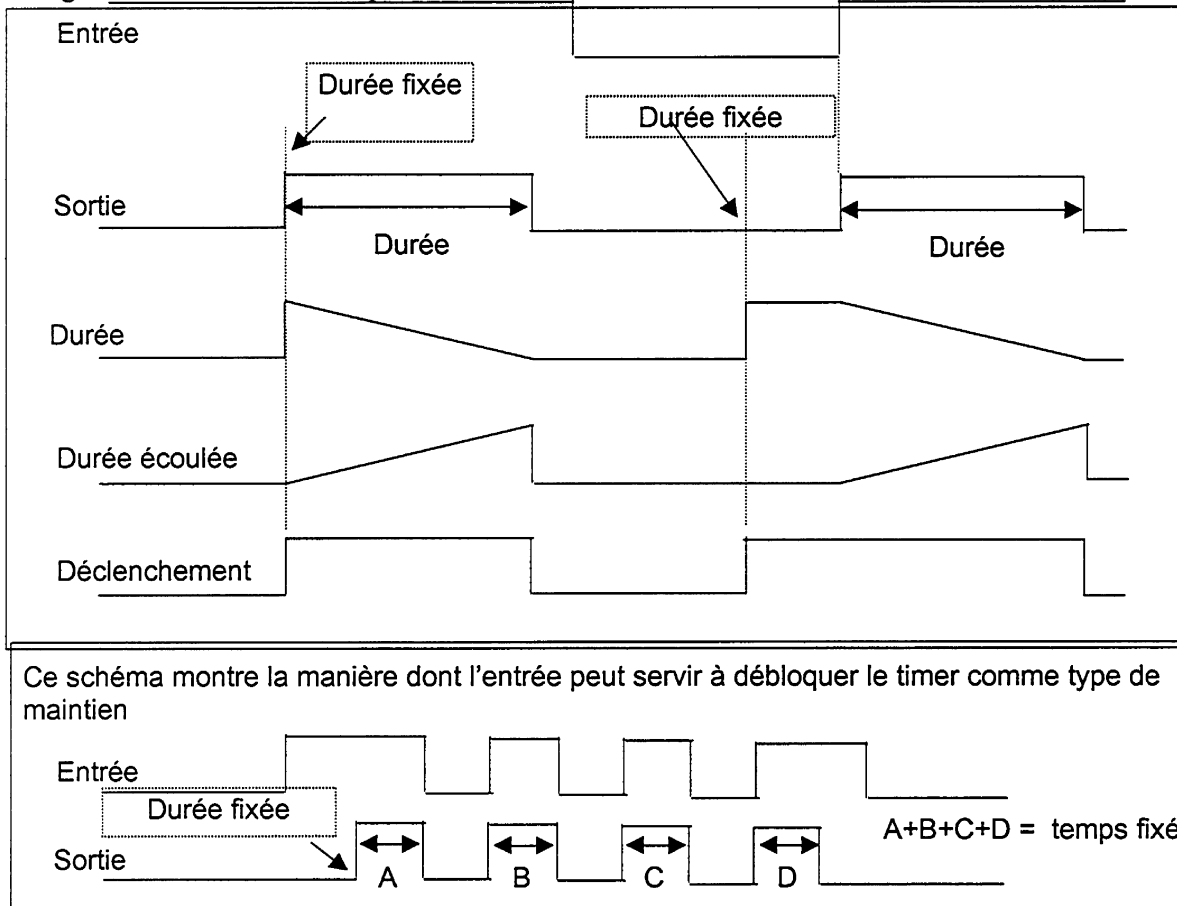 Entrée
Durée fixée
Durée fixée
Sortie
Durée
Durée
Durée
Durée écoulée
Déclenchement
Ce schéma montre la manière dont l'entrée peut servir à débloquer le timer comme type de
maintien
Entrée
Durée fixée
A+B+C+D = temps fixé
Sortie
A
B
C
D